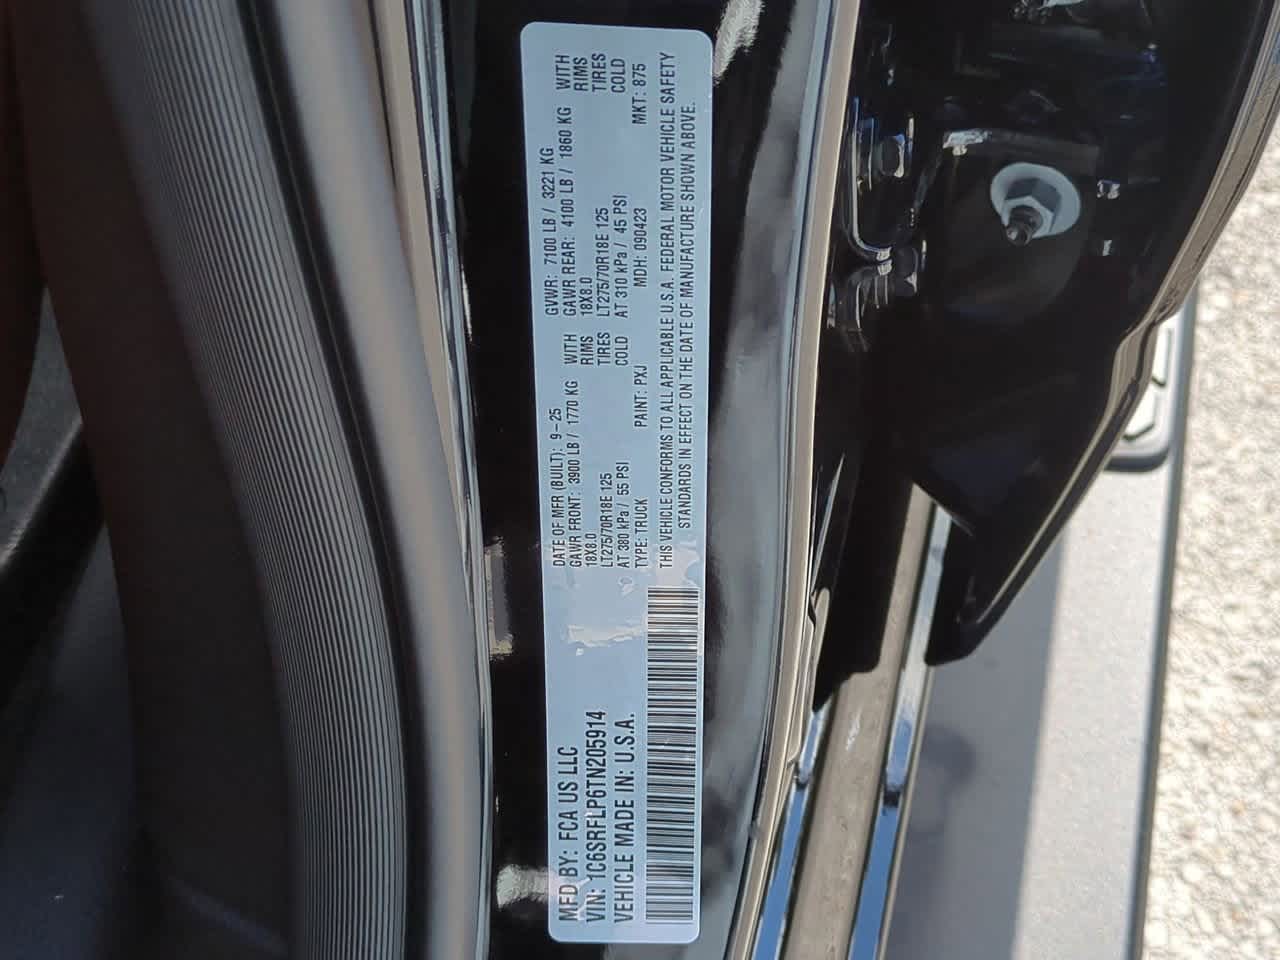 MFD BY: FCA US LLC
VIN: 1C6SRFLP6TN205914
VEHICLE MADE IN: U.S.A.
DATE OF MFR (BUILT): 9-25 GVWR: 7100 LB / 3221 KG
GAWR FRONT: 3900 LB / 1770 KG WITH GAWR REAR: 4100 LB / 1860 KG WITH
18X8.0 RIMS 18X8.0 RIMS
LT275/70R18E 125 TIRES LT275/70R18E 125 TIRES
AT 380 kPa / 55 PSI COLD AT 310 kPa / 45 PSI COLD
TYPE: TRUCK PAINT: PXJ MDH: 090423 MKT: 875
THIS VEHICLE CONFORMS TO ALL APPLICABLE U.S.A. FEDERAL MOTOR VEHICLE SAFETY
STANDARDS IN EFFECT ON THE DATE OF MANUFACTURE SHOWN ABOVE.